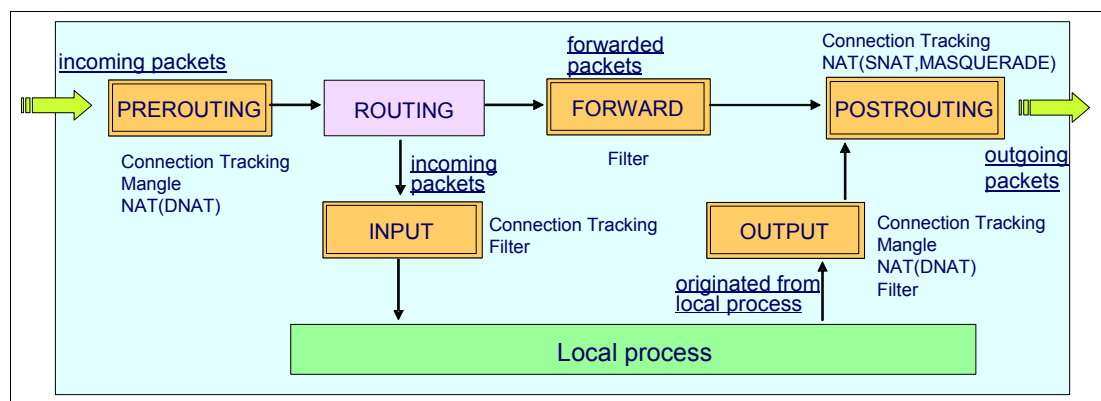 incoming packets
PREROUTING
Connection Tracking
Mangle
NAT(DNAT)
ROUTING
incoming
packets
INPUT
Connection Tracking
Filter
forwarded
packets
FORWARD
Filter
Connection Tracking
NAT(SNAT,MASQUERADE)
POSTROUTING
outgoing
packets
OUTPUT
Connection Tracking
Mangle
NAT(DNAT)
Filter
originated from
local process
Local process